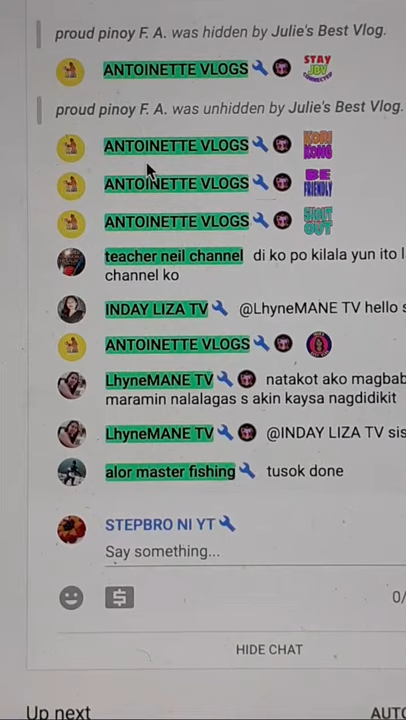 proud pinoy F. A. was hidden by Julie's Best Vlog.
ANTOINETTE VLOGS STAY JBV CONNECTED
proud pinoy F. A. was unhidden by Julie's Best Vlog.
ANTOINETTE VLOGS KORI KONG
ANTOINETTE VLOGS BE FRIENDLY
ANTOINETTE VLOGS SHOUT OUT
teacher neil channel di ko po kilala yun ito l
channel ko
INDAY LIZA TV @LhyneMANE TV hello s
ANTOINETTE VLOGS
LhyneMANE TV natakot ako magbab
maramin nalalagas s akin kaysa nagdidikit
LhyneMANE TV @INDAY LIZA TV sis
alor master fishing tusok done
STEPBRO NI YT
Say something...
0/
HIDE CHAT
Up next AUTO